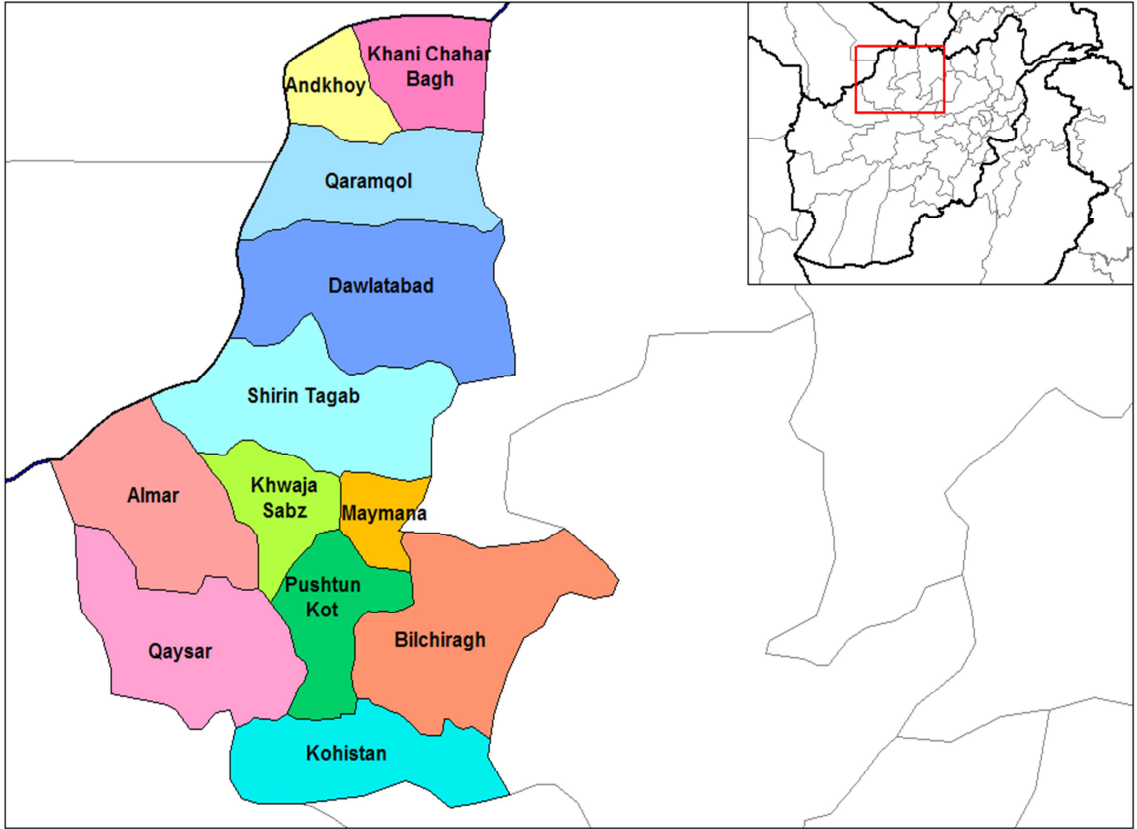 Khani Chahar
Bagh
Andkhoy
Qaramqol
Dawlatabad
Shirin Tagab
Almar
Khwaja
Sabz
Maymana
Pushtun
Kot
Bilchiragh
Qaysar
Kohistan